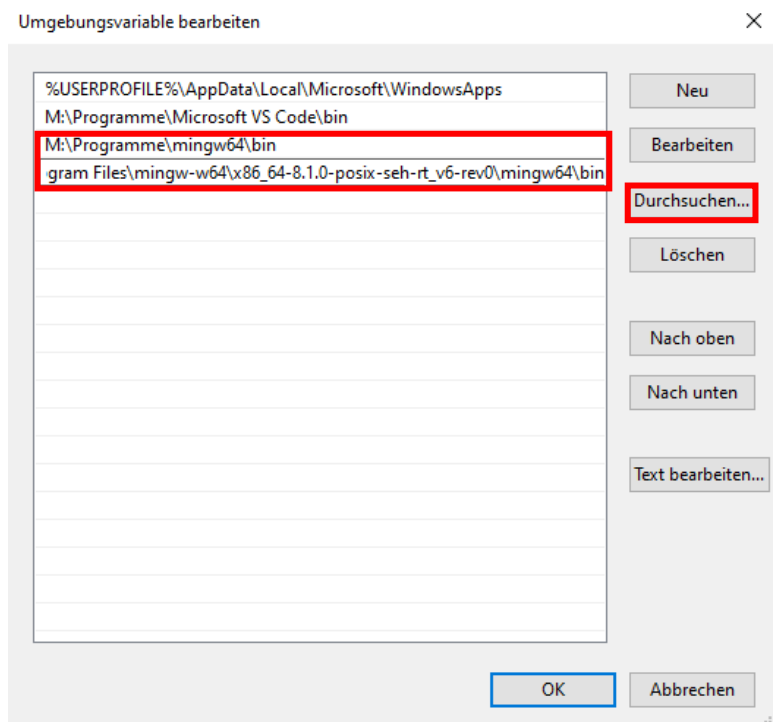 Umgebungsvariable bearbeiten
%USERPROFILE%\AppData\Local\Microsoft\WindowsApps
Neu
M:\Programme\Microsoft VS Code\bin
M:\Programme\mingw64\bin
Bearbeiten
gram Files\mingw-w64\x86_64-8.1.0-posix-seh-rt_v6-rev0\mingw64\bin
Durchsuchen...
Löschen
Nach oben
Nach unten
Text bearbeiten...
OK
Abbrechen